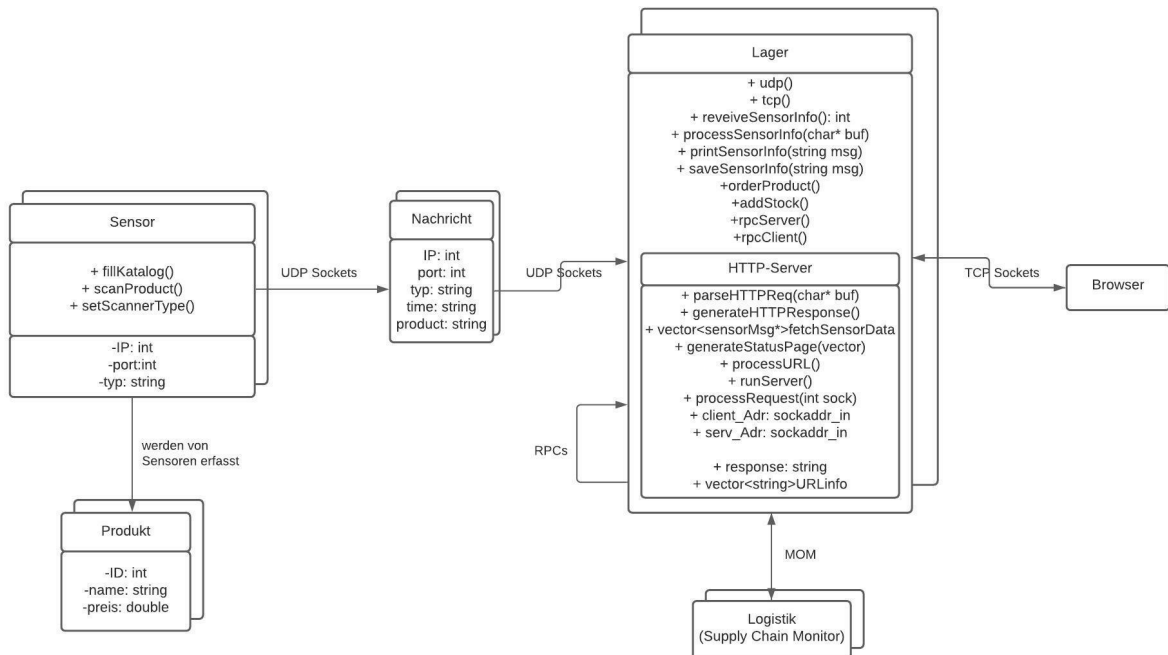 Sensor
+ fillKatalog()
+ scanProduct()
+ setScannerType()
-IP: int
-port:int
-typ: string
werden von
Sensoren erfasst
Produkt
-ID: int
-name: string
-preis: double
UDP Sockets
Nachricht
IP: int
port: int
typ: string
time: string
product: string
UDP Sockets
Lager
+ udp()
+ tcp()
+ reveiveSensorInfo(): int
+ processSensorInfo(char* buf)
+ printSensorInfo(string msg)
+ saveSensorInfo(string msg)
+orderProduct()
+addStock()
+rpcServer()
+rpcClient()
HTTP-Server
+ parseHTTPReq(char* buf)
+ generateHTTPResponse()
+ vector<sensorMsg*>fetchSensorData
+ generateStatusPage(vector)
+ processURL()
+ runServer()
+ processRequest(int sock)
+ client_Adr: sockaddr_in
+ serv_Adr: sockaddr_in
+ response: string
+ vector<string>URLinfo
RPCs
TCP Sockets
Browser
MOM
Logistik
(Supply Chain Monitor)